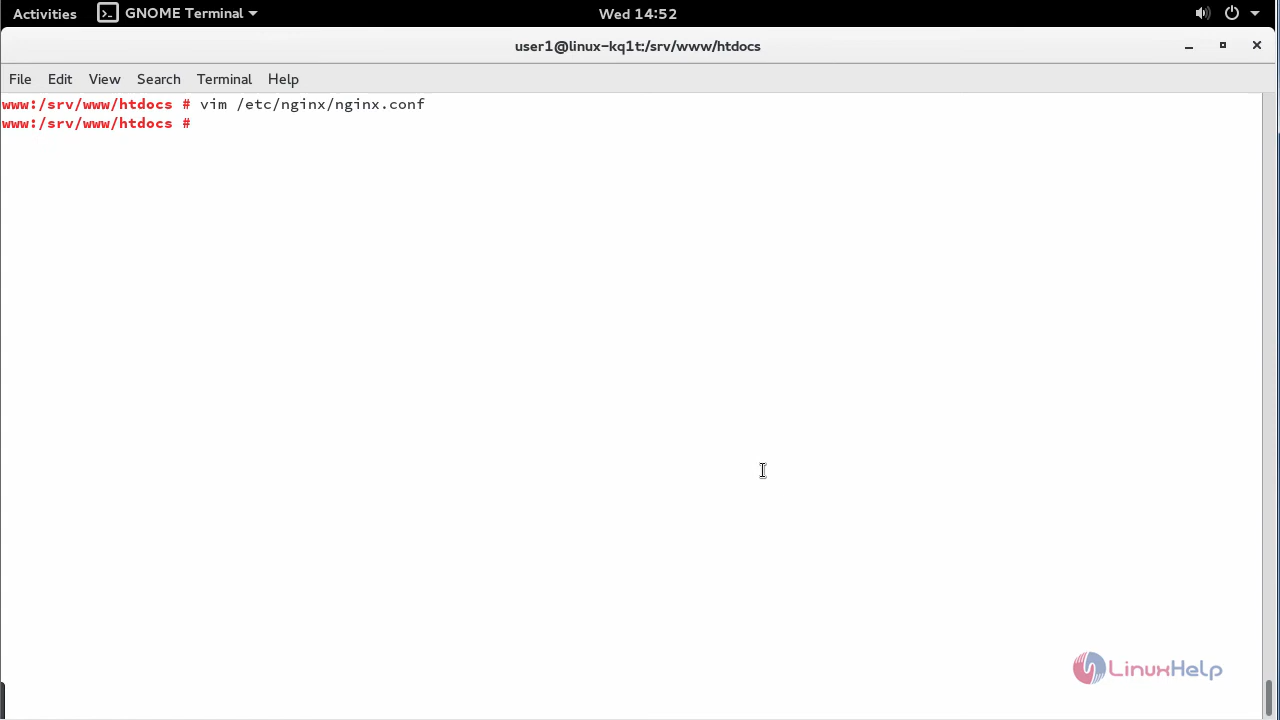 Activities GNOME Terminal Wed 14:52
user1@linux-kq1t:/srv/www/htdocs
File Edit View Search Terminal Help
www:/srv/www/htdocs # vim /etc/nginx/nginx.conf
www:/srv/www/htdocs #
LinuxHelp